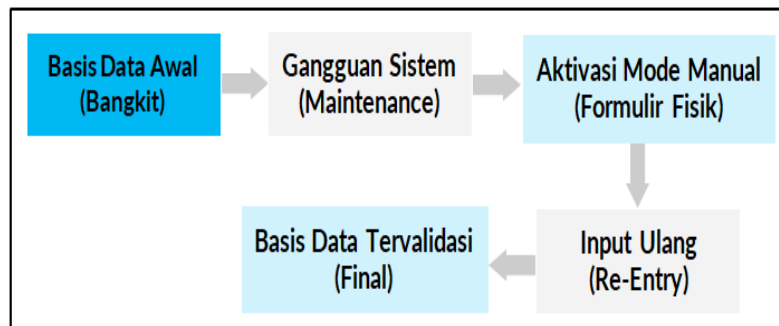 Basis Data Awal
(Bangkit)
Gangguan Sistem
(Maintenance)
Aktivasi Mode Manual
(Formulir Fisik)
Basis Data Tervalidasi
(Final)
Input Ulang
(Re-Entry)